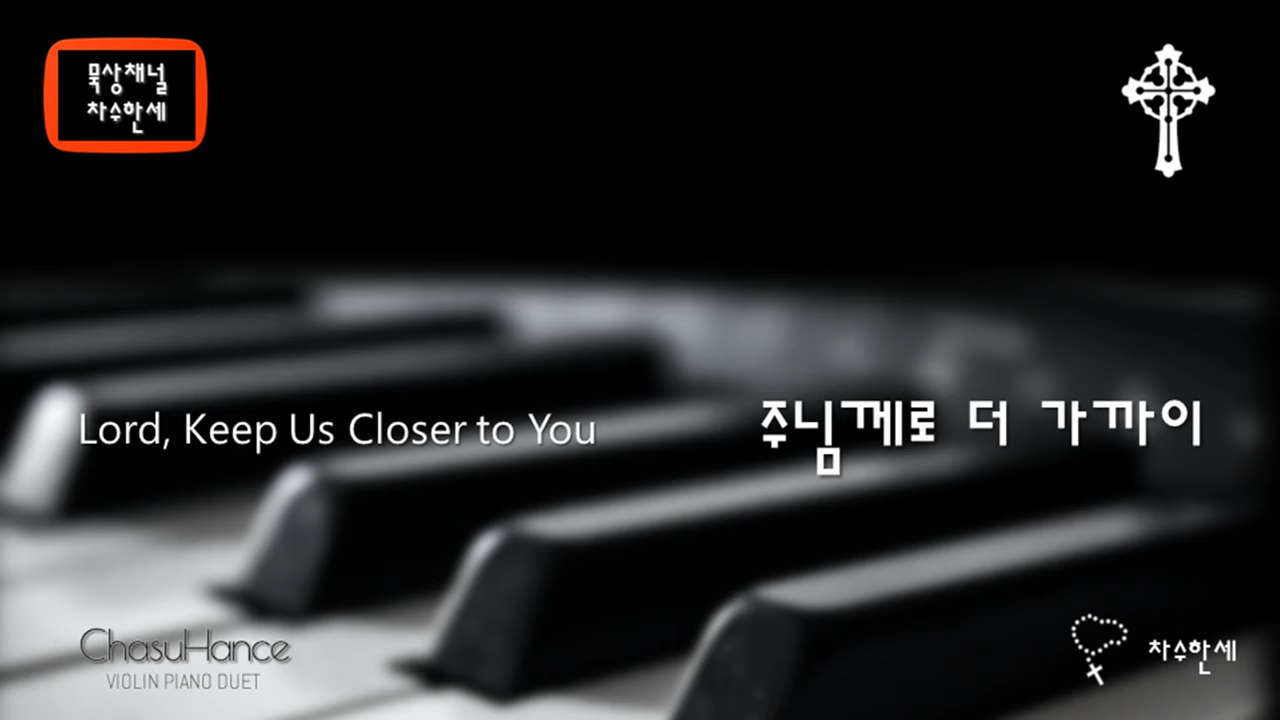 묵상채널
차수한세
Lord, Keep Us Closer to You
주님께로 더 가까이
ChasuHance
VIOLIN PIANO DUET
차수한세